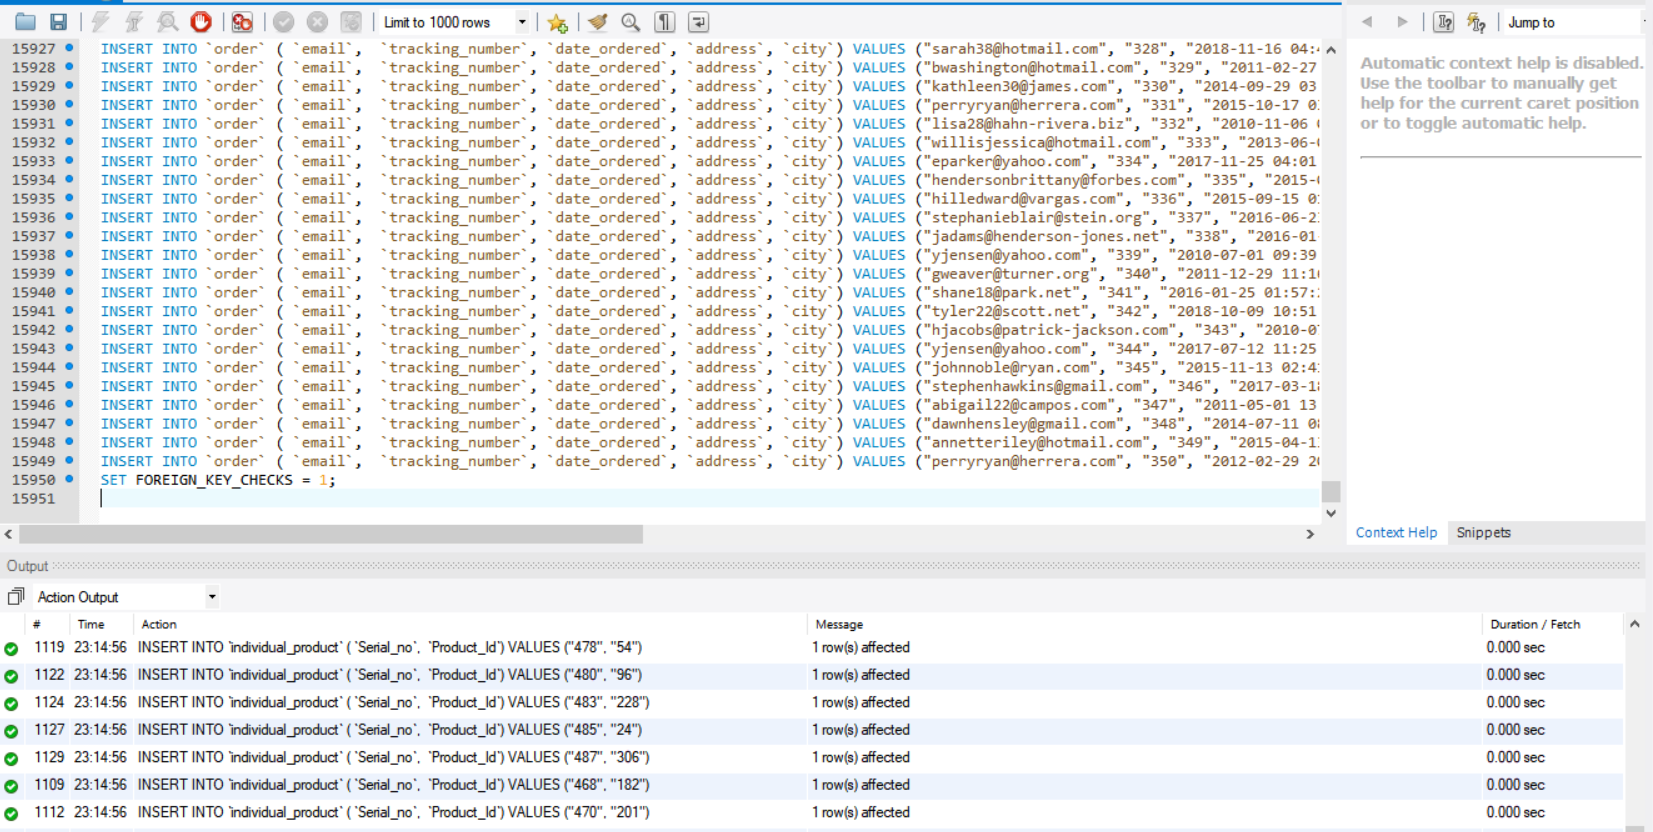 Limit to 1000 rows
Jump to
15927 INSERT INTO `order` ( `email`, `tracking_number`, `date_ordered`, `address`, `city`) VALUES ("sarah38@hotmail.com", "328", "2018-11-16 04:
15928 INSERT INTO `order` ( `email`, `tracking_number`, `date_ordered`, `address`, `city`) VALUES ("bwashington@hotmail.com", "329", "2011-02-27
15929 INSERT INTO `order` ( `email`, `tracking_number`, `date_ordered`, `address`, `city`) VALUES ("kathleen30@james.com", "330", "2014-09-29 03
15930 INSERT INTO `order` ( `email`, `tracking_number`, `date_ordered`, `address`, `city`) VALUES ("perryryan@herrera.com", "331", "2015-10-17 0
15931 INSERT INTO `order` ( `email`, `tracking_number`, `date_ordered`, `address`, `city`) VALUES ("lisa28@hahn-rivera.biz", "332", "2010-11-06
15932 INSERT INTO `order` ( `email`, `tracking_number`, `date_ordered`, `address`, `city`) VALUES ("willisjessica@hotmail.com", "333", "2013-06-
15933 INSERT INTO `order` ( `email`, `tracking_number`, `date_ordered`, `address`, `city`) VALUES ("eparker@yahoo.com", "334", "2017-11-25 04:01
15934 INSERT INTO `order` ( `email`, `tracking_number`, `date_ordered`, `address`, `city`) VALUES ("hendersonbrittany@forbes.com", "335", "2015-
15935 INSERT INTO `order` ( `email`, `tracking_number`, `date_ordered`, `address`, `city`) VALUES ("hilledward@vargas.com", "336", "2015-09-15 0
15936 INSERT INTO `order` ( `email`, `tracking_number`, `date_ordered`, `address`, `city`) VALUES ("stephanieblair@stein.org", "337", "2016-06-2
15937 INSERT INTO `order` ( `email`, `tracking_number`, `date_ordered`, `address`, `city`) VALUES ("jadams@henderson-jones.net", "338", "2016-01
15938 INSERT INTO `order` ( `email`, `tracking_number`, `date_ordered`, `address`, `city`) VALUES ("yjensen@yahoo.com", "339", "2010-07-01 09:39
15939 INSERT INTO `order` ( `email`, `tracking_number`, `date_ordered`, `address`, `city`) VALUES ("gweaver@turner.org", "340", "2011-12-29 11:1
15940 INSERT INTO `order` ( `email`, `tracking_number`, `date_ordered`, `address`, `city`) VALUES ("shane18@park.net", "341", "2016-01-25 01:57:
15941 INSERT INTO `order` ( `email`, `tracking_number`, `date_ordered`, `address`, `city`) VALUES ("tyler22@scott.net", "342", "2018-10-09 10:51
15942 INSERT INTO `order` ( `email`, `tracking_number`, `date_ordered`, `address`, `city`) VALUES ("hjacobs@patrick-jackson.com", "343", "2010-0
15943 INSERT INTO `order` ( `email`, `tracking_number`, `date_ordered`, `address`, `city`) VALUES ("yjensen@yahoo.com", "344", "2017-07-12 11:25
15944 INSERT INTO `order` ( `email`, `tracking_number`, `date_ordered`, `address`, `city`) VALUES ("johnnoble@ryan.com", "345", "2015-11-13 02:4
15945 INSERT INTO `order` ( `email`, `tracking_number`, `date_ordered`, `address`, `city`) VALUES ("stephenhawkins@gmail.com", "346", "2017-03-1
15946 INSERT INTO `order` ( `email`, `tracking_number`, `date_ordered`, `address`, `city`) VALUES ("abigail22@campos.com", "347", "2011-05-01 13
15947 INSERT INTO `order` ( `email`, `tracking_number`, `date_ordered`, `address`, `city`) VALUES ("dawnhensley@gmail.com", "348", "2014-07-11 0
15948 INSERT INTO `order` ( `email`, `tracking_number`, `date_ordered`, `address`, `city`) VALUES ("annetteriley@hotmail.com", "349", "2015-04-1
15949 INSERT INTO `order` ( `email`, `tracking_number`, `date_ordered`, `address`, `city`) VALUES ("perryryan@herrera.com", "350", "2012-02-29 2
15950 SET FOREIGN_KEY_CHECKS = 1;
15951
Automatic context help is disabled.
Use the toolbar to manually get
help for the current caret position
or to toggle automatic help.
Context Help Snippets
Output
Action Output
# Time Action Message Duration / Fetch
1119 23:14:56 INSERT INTO `individual_product` ( `Serial_no`, `Product_Id`) VALUES ("478", "54") 1 row(s) affected 0.000 sec
1122 23:14:56 INSERT INTO `individual_product` ( `Serial_no`, `Product_Id`) VALUES ("480", "96") 1 row(s) affected 0.000 sec
1124 23:14:56 INSERT INTO `individual_product` ( `Serial_no`, `Product_Id`) VALUES ("483", "228") 1 row(s) affected 0.000 sec
1127 23:14:56 INSERT INTO `individual_product` ( `Serial_no`, `Product_Id`) VALUES ("485", "24") 1 row(s) affected 0.000 sec
1129 23:14:56 INSERT INTO `individual_product` ( `Serial_no`, `Product_Id`) VALUES ("487", "306") 1 row(s) affected 0.000 sec
1109 23:14:56 INSERT INTO `individual_product` ( `Serial_no`, `Product_Id`) VALUES ("468", "182") 1 row(s) affected 0.000 sec
1112 23:14:56 INSERT INTO `individual_product` ( `Serial_no`, `Product_Id`) VALUES ("470", "201") 1 row(s) affected 0.000 sec